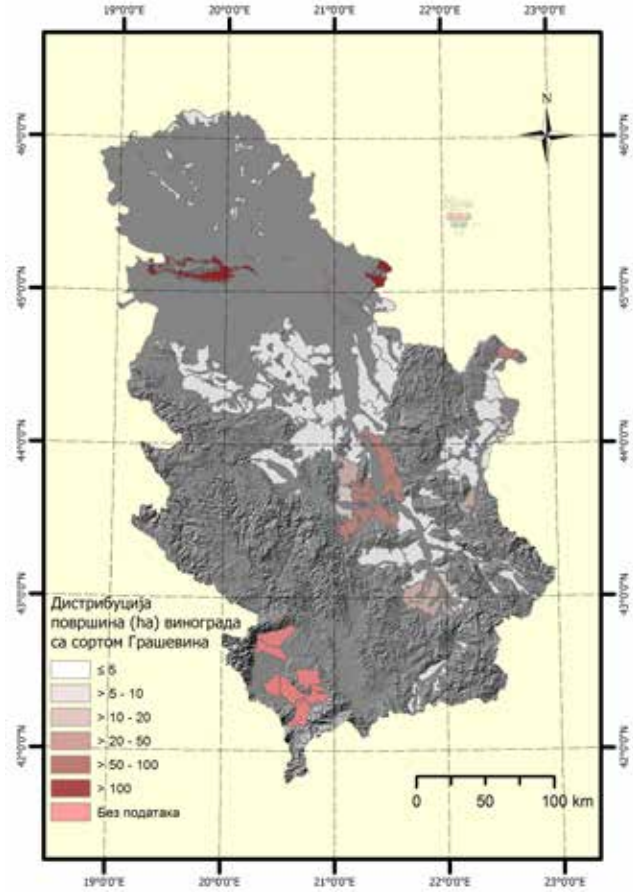 19°0'0"E 20°0'0"E 21°0'0"E 22°0'0"E 23°0'0"E
N
46°0'0"N 46°0'0"N
45°0'0"N 45°0'0"N
44°0'0"N 44°0'0"N
43°0'0"N 43°0'0"N
42°0'0"N 42°0'0"N
Дистрибуција
површина (ha) винограда
са сортом Грашевина
≤ 5
> 5 - 10
> 10 - 20
> 20 - 50
> 50 - 100
> 100
Без података
0 50 100 km
19°0'0"E 20°0'0"E 21°0'0"E 22°0'0"E 23°0'0"E